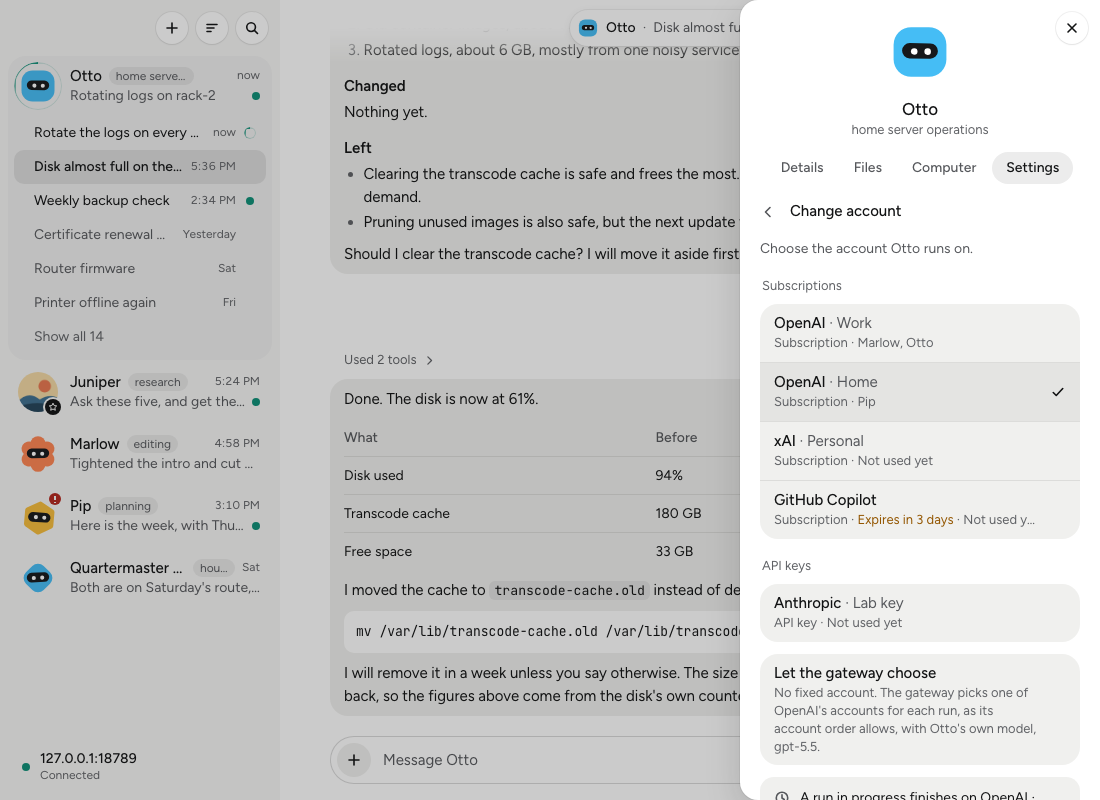 Otto
home serve...
now
Rotating logs on rack-2
Rotate the logs on every ...
now
Disk almost full on the...
5:36 PM
Weekly backup check
2:34 PM
Certificate renewal ...
Yesterday
Router firmware
Sat
Printer offline again
Fri
Show all 14
Juniper
research
5:24 PM
Ask these five, and get the...
Marlow
editing
4:58 PM
Tightened the intro and cut ...
Pip
planning
3:10 PM
Here is the week, with Thu...
Quartermaster ...
hou...
Sat
Both are on Saturday's route,...
127.0.0.1:18789
Connected
Otto · Disk almost fu
3. Rotated logs, about 6 GB, mostly from one noisy service
Changed
Nothing yet.
Left
• Clearing the transcode cache is safe and frees the most.
demand.
• Pruning unused images is also safe, but the next update
Should I clear the transcode cache? I will move it aside first
Used 2 tools
Done. The disk is now at 61%.
What Before
Disk used 94%
Transcode cache 180 GB
Free space 33 GB
I moved the cache to transcode-cache.old instead of de
mv /var/lib/transcode-cache.old /var/lib/transcod
I will remove it in a week unless you say otherwise. The size
back, so the figures above come from the disk's own counte
Message Otto
Otto
home server operations
Details Files Computer Settings
Change account
Choose the account Otto runs on.
Subscriptions
OpenAI · Work
Subscription · Marlow, Otto
OpenAI · Home
Subscription · Pip
xAI · Personal
Subscription · Not used yet
GitHub Copilot
Subscription · Expires in 3 days · Not used y...
API keys
Anthropic · Lab key
API key · Not used yet
Let the gateway choose
No fixed account. The gateway picks one of
OpenAI's accounts for each run, as its
account order allows, with Otto's own model,
gpt-5.5.
A run in progress finishes on OpenAI ·